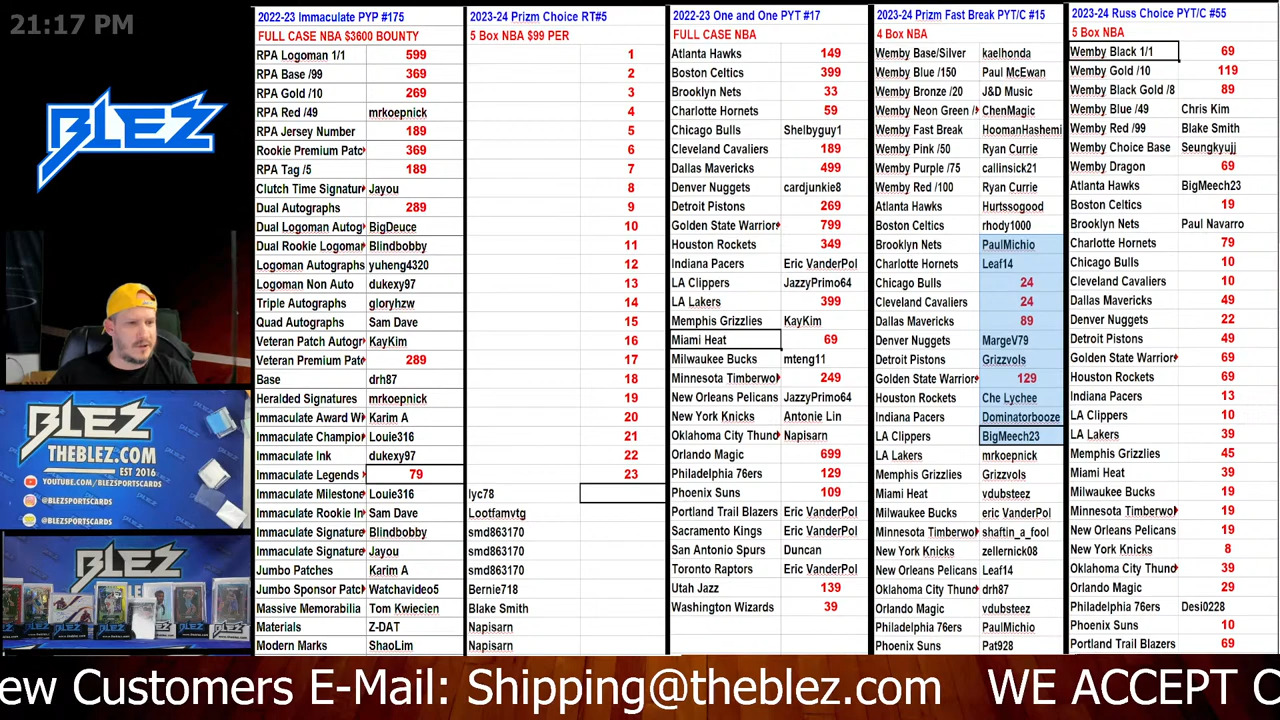 21:17 PM
BLEZ
BLEZ
THEBLEZ.COM
EST 2016
YOUTUBE.COM/BLEZSPORTSCARDS
@BLEZSPORTSCARDS
@BLEZSPORTSCARDS
BLEZ
2022-23 Immaculate PYP #175
FULL CASE NBA $3600 BOUNTY
RPA Logoman 1/1 599
RPA Base /99 369
RPA Gold /10 269
RPA Red /49 mrkoepnick
RPA Jersey Number 189
Rookie Premium Patc 369
RPA Tag /5 189
Clutch Time Signatur Jayou
Dual Autographs 289
Dual Logoman Autog BigDeuce
Dual Rookie Logoma Blindbobby
Logoman Autographs yuheng4320
Logoman Non Auto dukexy97
Triple Autographs gloryhzw
Quad Autographs Sam Dave
Veteran Patch Autogr KayKim
Veteran Premium Pat 289
Base drh87
Heralded Signatures mrkoepnick
Immaculate Award W Karim A
Immaculate Champio Louie316
Immaculate Ink dukexy97
Immaculate Legends 79
Immaculate Mileston Louie316
Immaculate Rookie In Sam Dave
Immaculate Signatur Blindbobby
Immaculate Signatur Jayou
Jumbo Patches Karim A
Jumbo Sponsor Patc Watchavideo5
Massive Memorabilia Tom Kwiecien
Materials Z-DAT
Modern Marks ShaoLim
2023-24 Prizm Choice RT#5
5 Box NBA $99 PER
1
2
3
4
5
6
7
8
9
10
11
12
13
14
15
16
17
18
19
20
21
22
23
lyc78
Lootfamvtg
smd863170
smd863170
smd863170
Bernie718
Blake Smith
Napisarn
Napisarn
2022-23 One and One PYT #17
FULL CASE NBA
Atlanta Hawks 149
Boston Celtics 399
Brooklyn Nets 33
Charlotte Hornets 59
Chicago Bulls Shelbyguy1
Cleveland Cavaliers 189
Dallas Mavericks 499
Denver Nuggets cardjunkie8
Detroit Pistons 269
Golden State Warrior 799
Houston Rockets 349
Indiana Pacers Eric VanderPol
LA Clippers JazzyPrimo64
LA Lakers 399
Memphis Grizzlies KayKim
Miami Heat 69
Milwaukee Bucks mteng11
Minnesota Timberwo 249
New Orleans Pelicans JazzyPrimo64
New York Knicks Antonie Lin
Oklahoma City Thun Napisarn
Orlando Magic 699
Philadelphia 76ers 129
Phoenix Suns 109
Portland Trail Blazers Eric VanderPol
Sacramento Kings Eric VanderPol
San Antonio Spurs Duncan
Toronto Raptors Eric VanderPol
Utah Jazz 139
Washington Wizards 39
2023-24 Prizm Fast Break PYT/C #15
4 Box NBA
Wemby Base/Silver kaelhonda
Wemby Blue /150 Paul McEwan
Wemby Bronze /20 J&D Music
Wemby Neon Green / ChenMagic
Wemby Fast Break HoomanHashemi
Wemby Pink /50 Ryan Currie
Wemby Purple /75 callinsick21
Wemby Red /100 Ryan Currie
Atlanta Hawks Hurtssogood
Boston Celtics rhody1000
Brooklyn Nets PaulMichio
Charlotte Hornets Leaf14
Chicago Bulls 24
Cleveland Cavaliers 24
Dallas Mavericks 89
Denver Nuggets MargeV79
Detroit Pistons Grizzvols
Golden State Warrior 129
Houston Rockets Che Lychee
Indiana Pacers Dominatorbooze
LA Clippers BigMeech23
LA Lakers mrkoepnick
Memphis Grizzlies Grizzvols
Miami Heat vdubsteez
Milwaukee Bucks eric VanderPol
Minnesota Timberwo shaftin_a_fool
New York Knicks zellernick08
New Orleans Pelicans Leaf14
Oklahoma City Thund drh87
Orlando Magic vdubsteez
Philadelphia 76ers PaulMichio
Phoenix Suns Pat928
2023-24 Russ Choice PYT/C #55
5 Box NBA
Wemby Black 1/1 69
Wemby Gold /10 119
Wemby Black Gold /8 89
Wemby Blue /49 Chris Kim
Wemby Red /99 Blake Smith
Wemby Choice Base Seungkyujj
Wemby Dragon 69
Atlanta Hawks BigMeech23
Boston Celtics 19
Brooklyn Nets Paul Navarro
Charlotte Hornets 79
Chicago Bulls 10
Cleveland Cavaliers 10
Dallas Mavericks 49
Denver Nuggets 22
Detroit Pistons 49
Golden State Warrior 69
Houston Rockets 69
Indiana Pacers 13
LA Clippers 10
LA Lakers 39
Memphis Grizzlies 45
Miami Heat 39
Milwaukee Bucks 19
Minnesota Timberwo 19
New Orleans Pelicans 19
New York Knicks 8
Oklahoma City Thun 39
Orlando Magic 29
Philadelphia 76ers Desi0228
Phoenix Suns 10
Portland Trail Blazers 69
ew Customers E-Mail: Shipping@theblez.com WE ACCEPT C